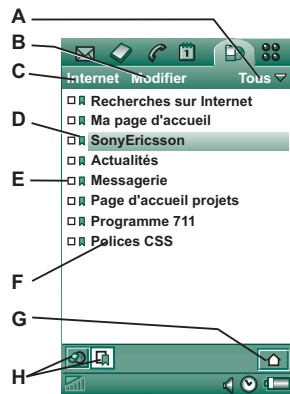 A
B
C
Internet Modifier Tous
Recherches sur Internet
Ma page d'accueil
D
SonyEricsson
Actualités
E
Messagerie
Page d'accueil projets
Programme 711
Polices CSS
F
G
H